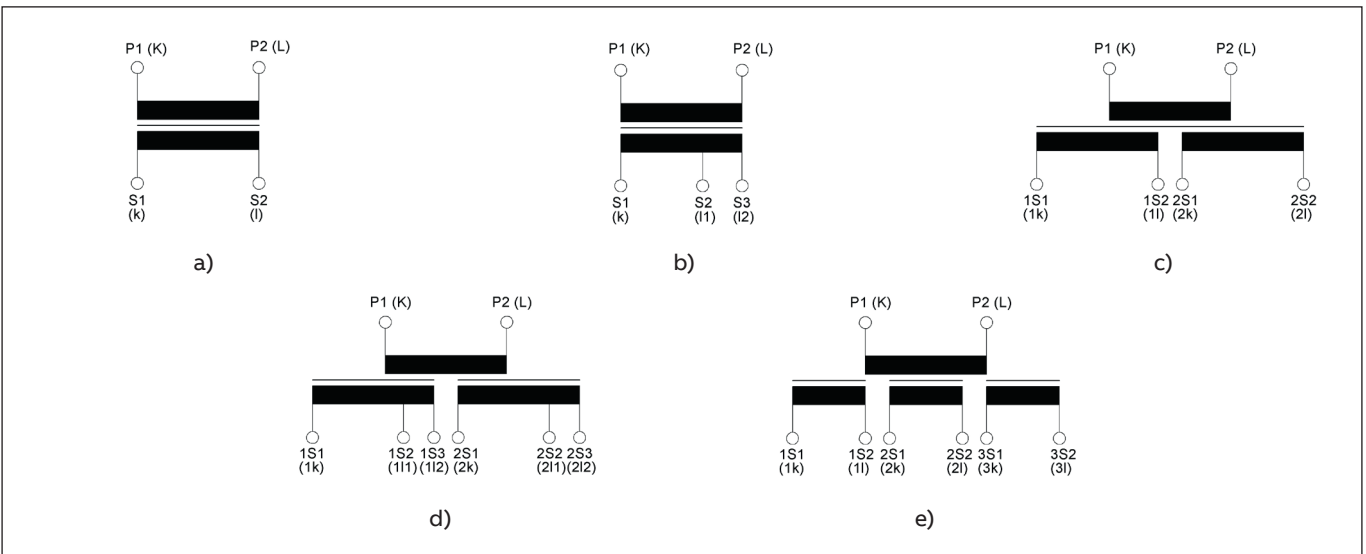 P1 (K) P2 (L)
S1 S2
(k) (l)
a)
P1 (K) P2 (L)
S1 S2 S3
(k) (l1) (l2)
b)
P1 (K) P2 (L)
1S1 1S2 2S1 2S2
(1k) (1l) (2k) (2l)
c)
P1 (K) P2 (L)
1S1 1S2 1S3 2S1 2S2 2S3
(1k) (1l1) (1l2) (2k) (2l1) (2l2)
d)
P1 (K) P2 (L)
1S1 1S2 2S1 2S2 3S1 3S2
(1k) (1l) (2k) (2l) (3k) (3l)
e)